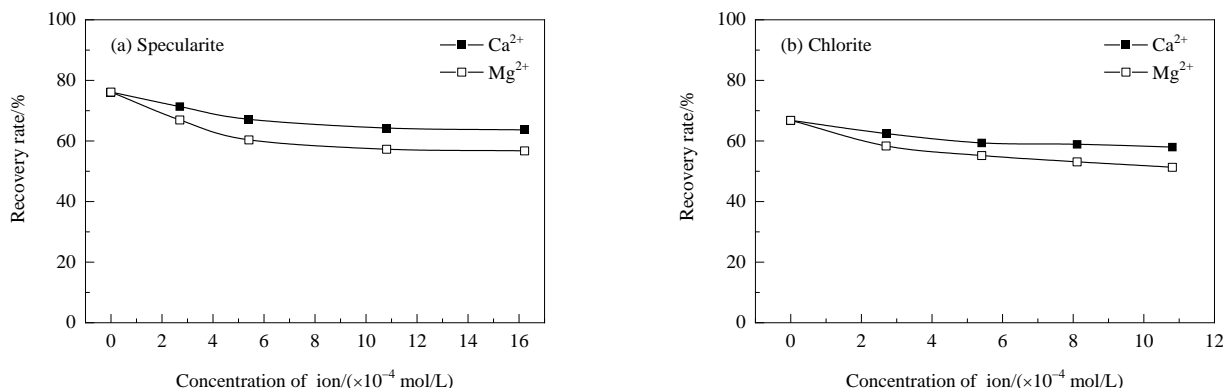 (a) Specularite
Ca²⁺
Mg²⁺
100
80
60
40
20
0
Recovery rate/%
0 2 4 6 8 10 12 14 16
Concentration of ion/(×10⁻⁴ mol/L)
(b) Chlorite
Ca²⁺
Mg²⁺
100
80
60
40
20
0
Recovery rate/%
0 2 4 6 8 10 12
Concentration of ion/(×10⁻⁴ mol/L)